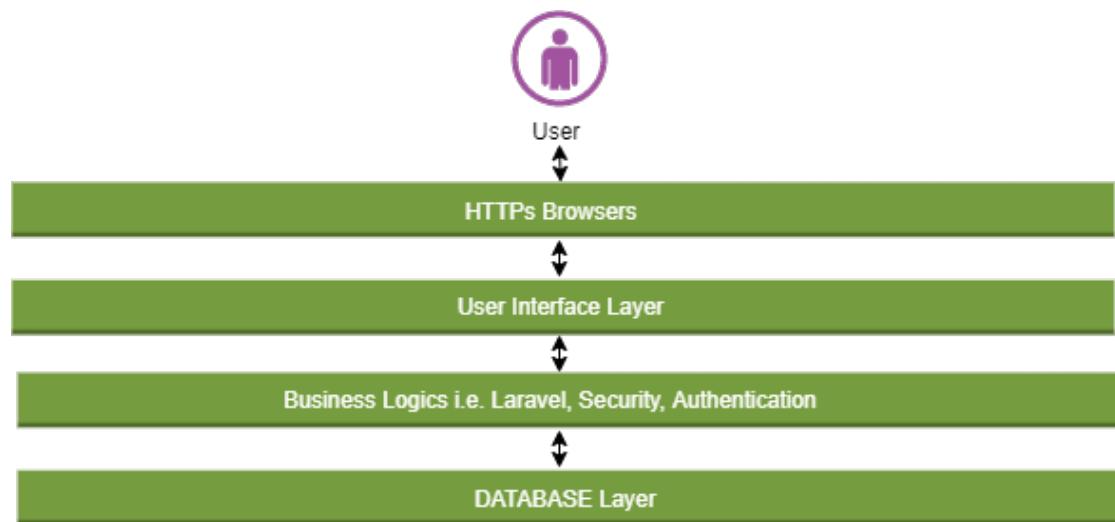 User
HTTPs Browsers
User Interface Layer
Business Logics i.e. Laravel, Security, Authentication
DATABASE Layer